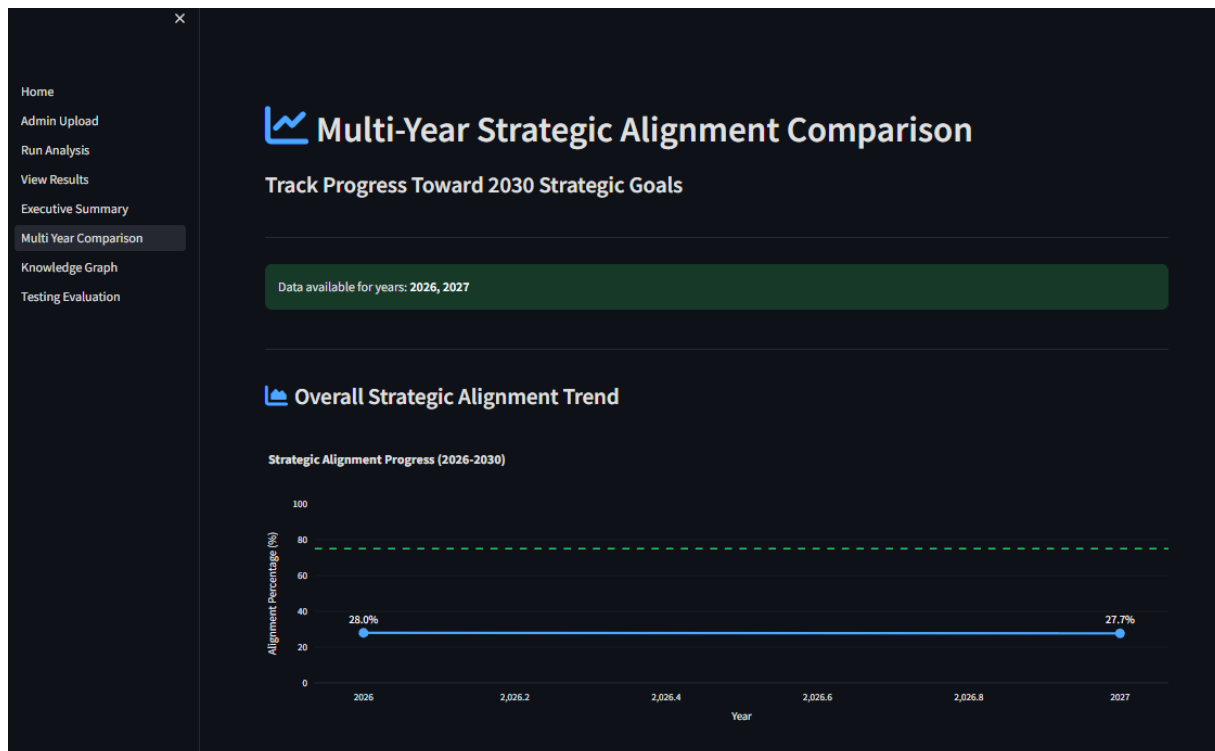 Home
Admin Upload
Run Analysis
View Results
Executive Summary
Multi Year Comparison
Knowledge Graph
Testing Evaluation
Multi-Year Strategic Alignment Comparison
Track Progress Toward 2030 Strategic Goals
Data available for years: 2026, 2027
Overall Strategic Alignment Trend
Strategic Alignment Progress (2026-2030)
Alignment Percentage (%)
100
80
60
40
20
0
28.0%
27.7%
2026
2,026.2
2,026.4
2,026.6
2,026.8
2027
Year